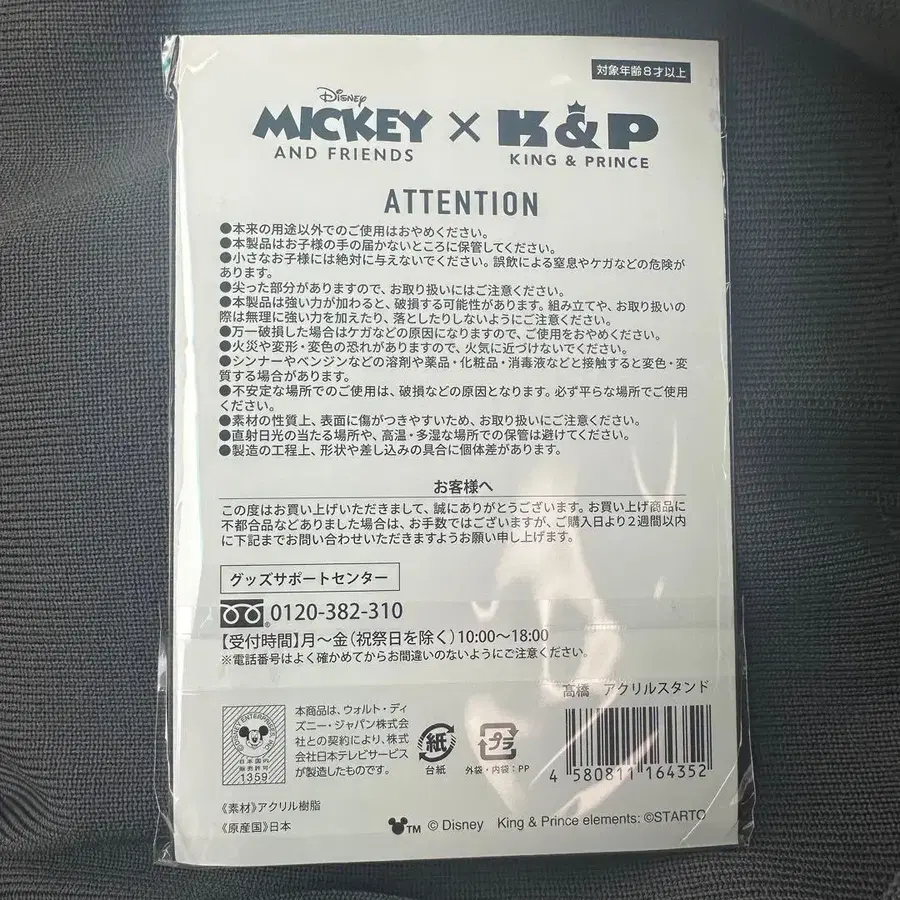 対象年齢8才以上
Disney
MICKEY × K&P
AND FRIENDS KING & PRINCE
ATTENTION
●本来の用途以外でのご使用はおやめください。
●本製品はお子様の手の届かないところに保管してください。
●小さなお子様には絶対に与えないでください。誤飲による窒息やケガなどの危険が
あります。
●尖った部分がありますので、お取り扱いにはご注意ください。
●本製品は強い力が加わると、破損する可能性があります。組み立てや、お取り扱いの
際は無理に強い力を加えたり、落としたりしないようにご注意ください。
●万一破損した場合はケガなどの原因になりますので、ご使用をおやめください。
●火災や変形・変色の恐れがありますので、火気に近づけないでください。
●シンナーやベンジンなどの溶剤や薬品・化粧品・消毒液などと接触すると変色・変
質する場合があります。
●不安定な場所でのご使用は、破損などの原因となります。必ず平らな場所でご使用
ください。
●素材の性質上、表面に傷がつきやすいため、お取り扱いにご注意ください。
●直射日光の当たる場所や、高温・多湿な場所での保管は避けてください。
●製造の工程上、形状や差し込みの具合に個体差があります。
お客様へ
この度はお買い上げいただきまして、誠にありがとうございます。お買い上げ商品に
不都合品などありました場合は、お手数ではございますが、ご購入日より2週間以内
に下記までお問い合わせいただきますようお願い申し上げます。
グッズサポートセンター
0120-382-310
【受付時間】月〜金(祝祭日を除く)10:00〜18:00
※電話番号はよく確かめてからお間違いのないようにご注意ください。
髙橋 アクリルスタンド
本商品は、ウォルト・ディ
ズニー・ジャパン株式会
社との契約により、株式
会社日本テレビサービス
が製造したものです。
DISNEY ENTERPRISES, INC.
日本国内
販売許可
1359
紙
台紙
プラ
外袋・内袋:PP
4 580811 164352
《素材》アクリル樹脂
《原産国》日本
TM © Disney King & Prince elements: ©STARTO